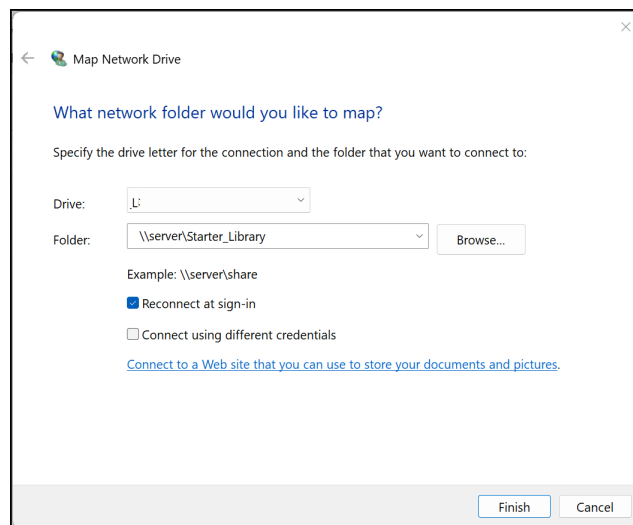 Map Network Drive
What network folder would you like to map?
Specify the drive letter for the connection and the folder that you want to connect to:
Drive: L:
Folder: \\server\Starter_Library Browse...
Example: \\server\share
Reconnect at sign-in
Connect using different credentials
Connect to a Web site that you can use to store your documents and pictures.
Finish Cancel